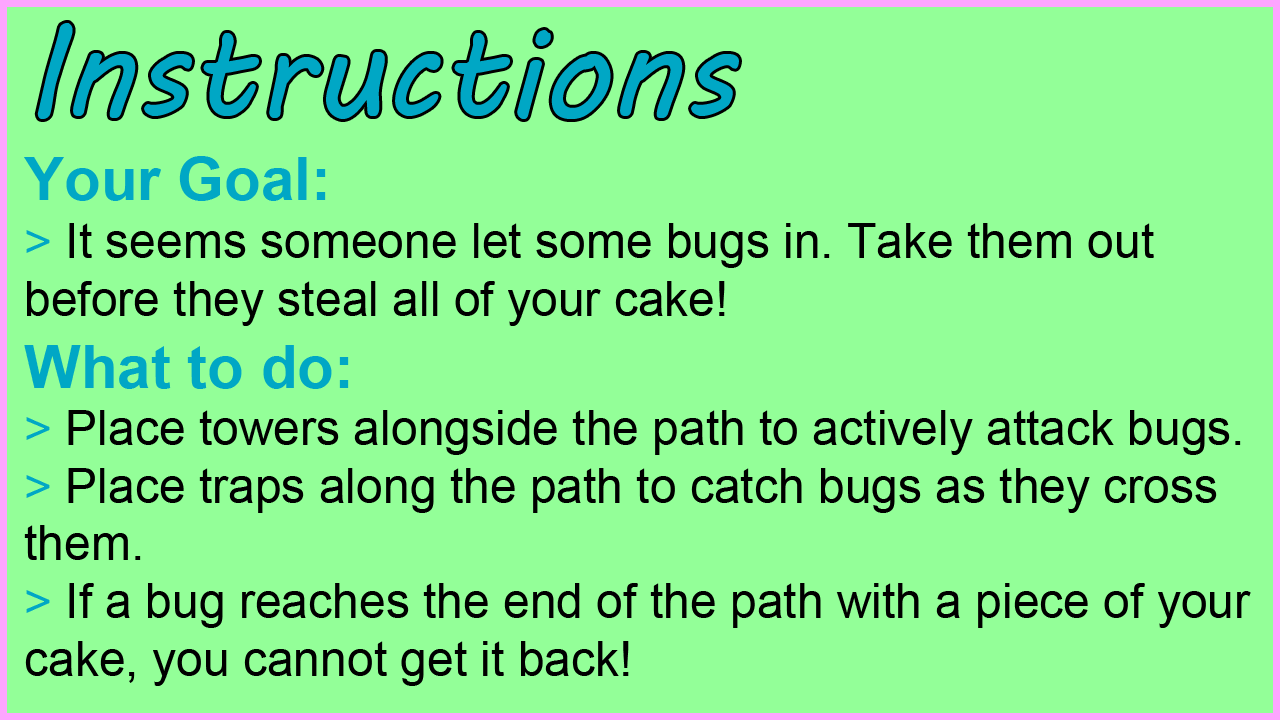 Instructions
Your Goal:
> It seems someone let some bugs in. Take them out
before they steal all of your cake!
What to do:
> Place towers alongside the path to actively attack bugs.
> Place traps along the path to catch bugs as they cross
them.
> If a bug reaches the end of the path with a piece of your
cake, you cannot get it back!